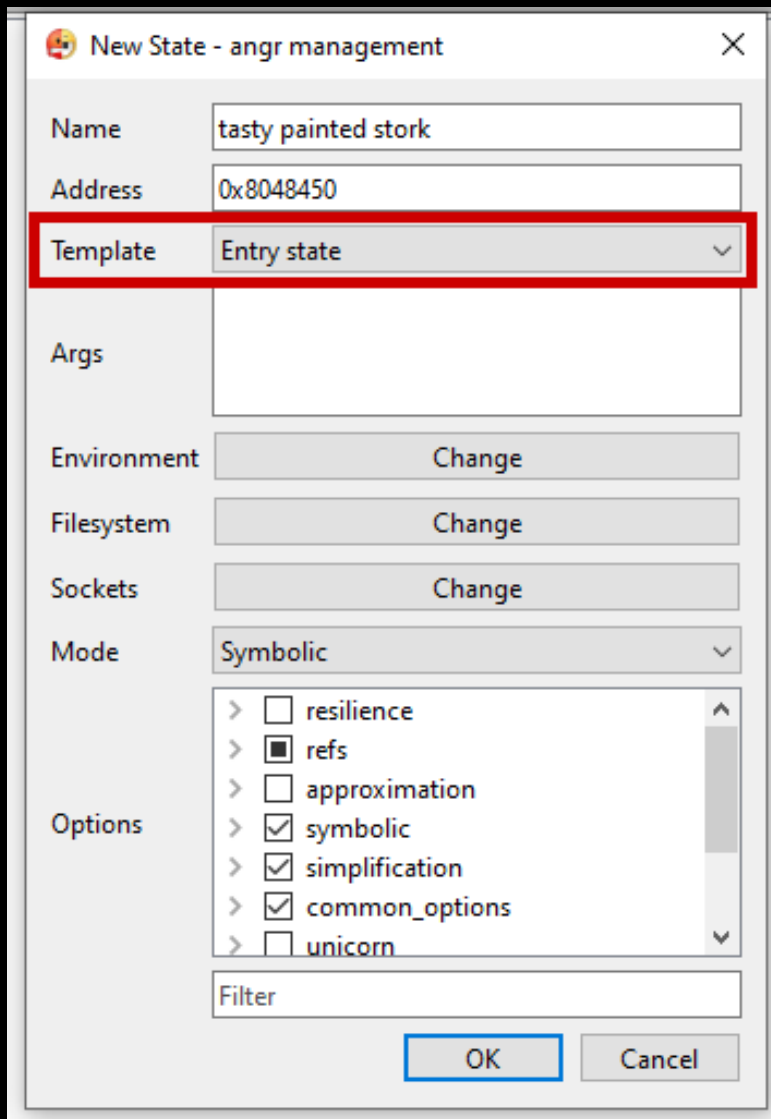 New State - angr management
Name tasty painted stork
Address 0x8048450
Template Entry state
Args
Environment Change
Filesystem Change
Sockets Change
Mode Symbolic
resilience
refs
approximation
Options symbolic
simplification
common_options
unicorn
Filter
OK Cancel